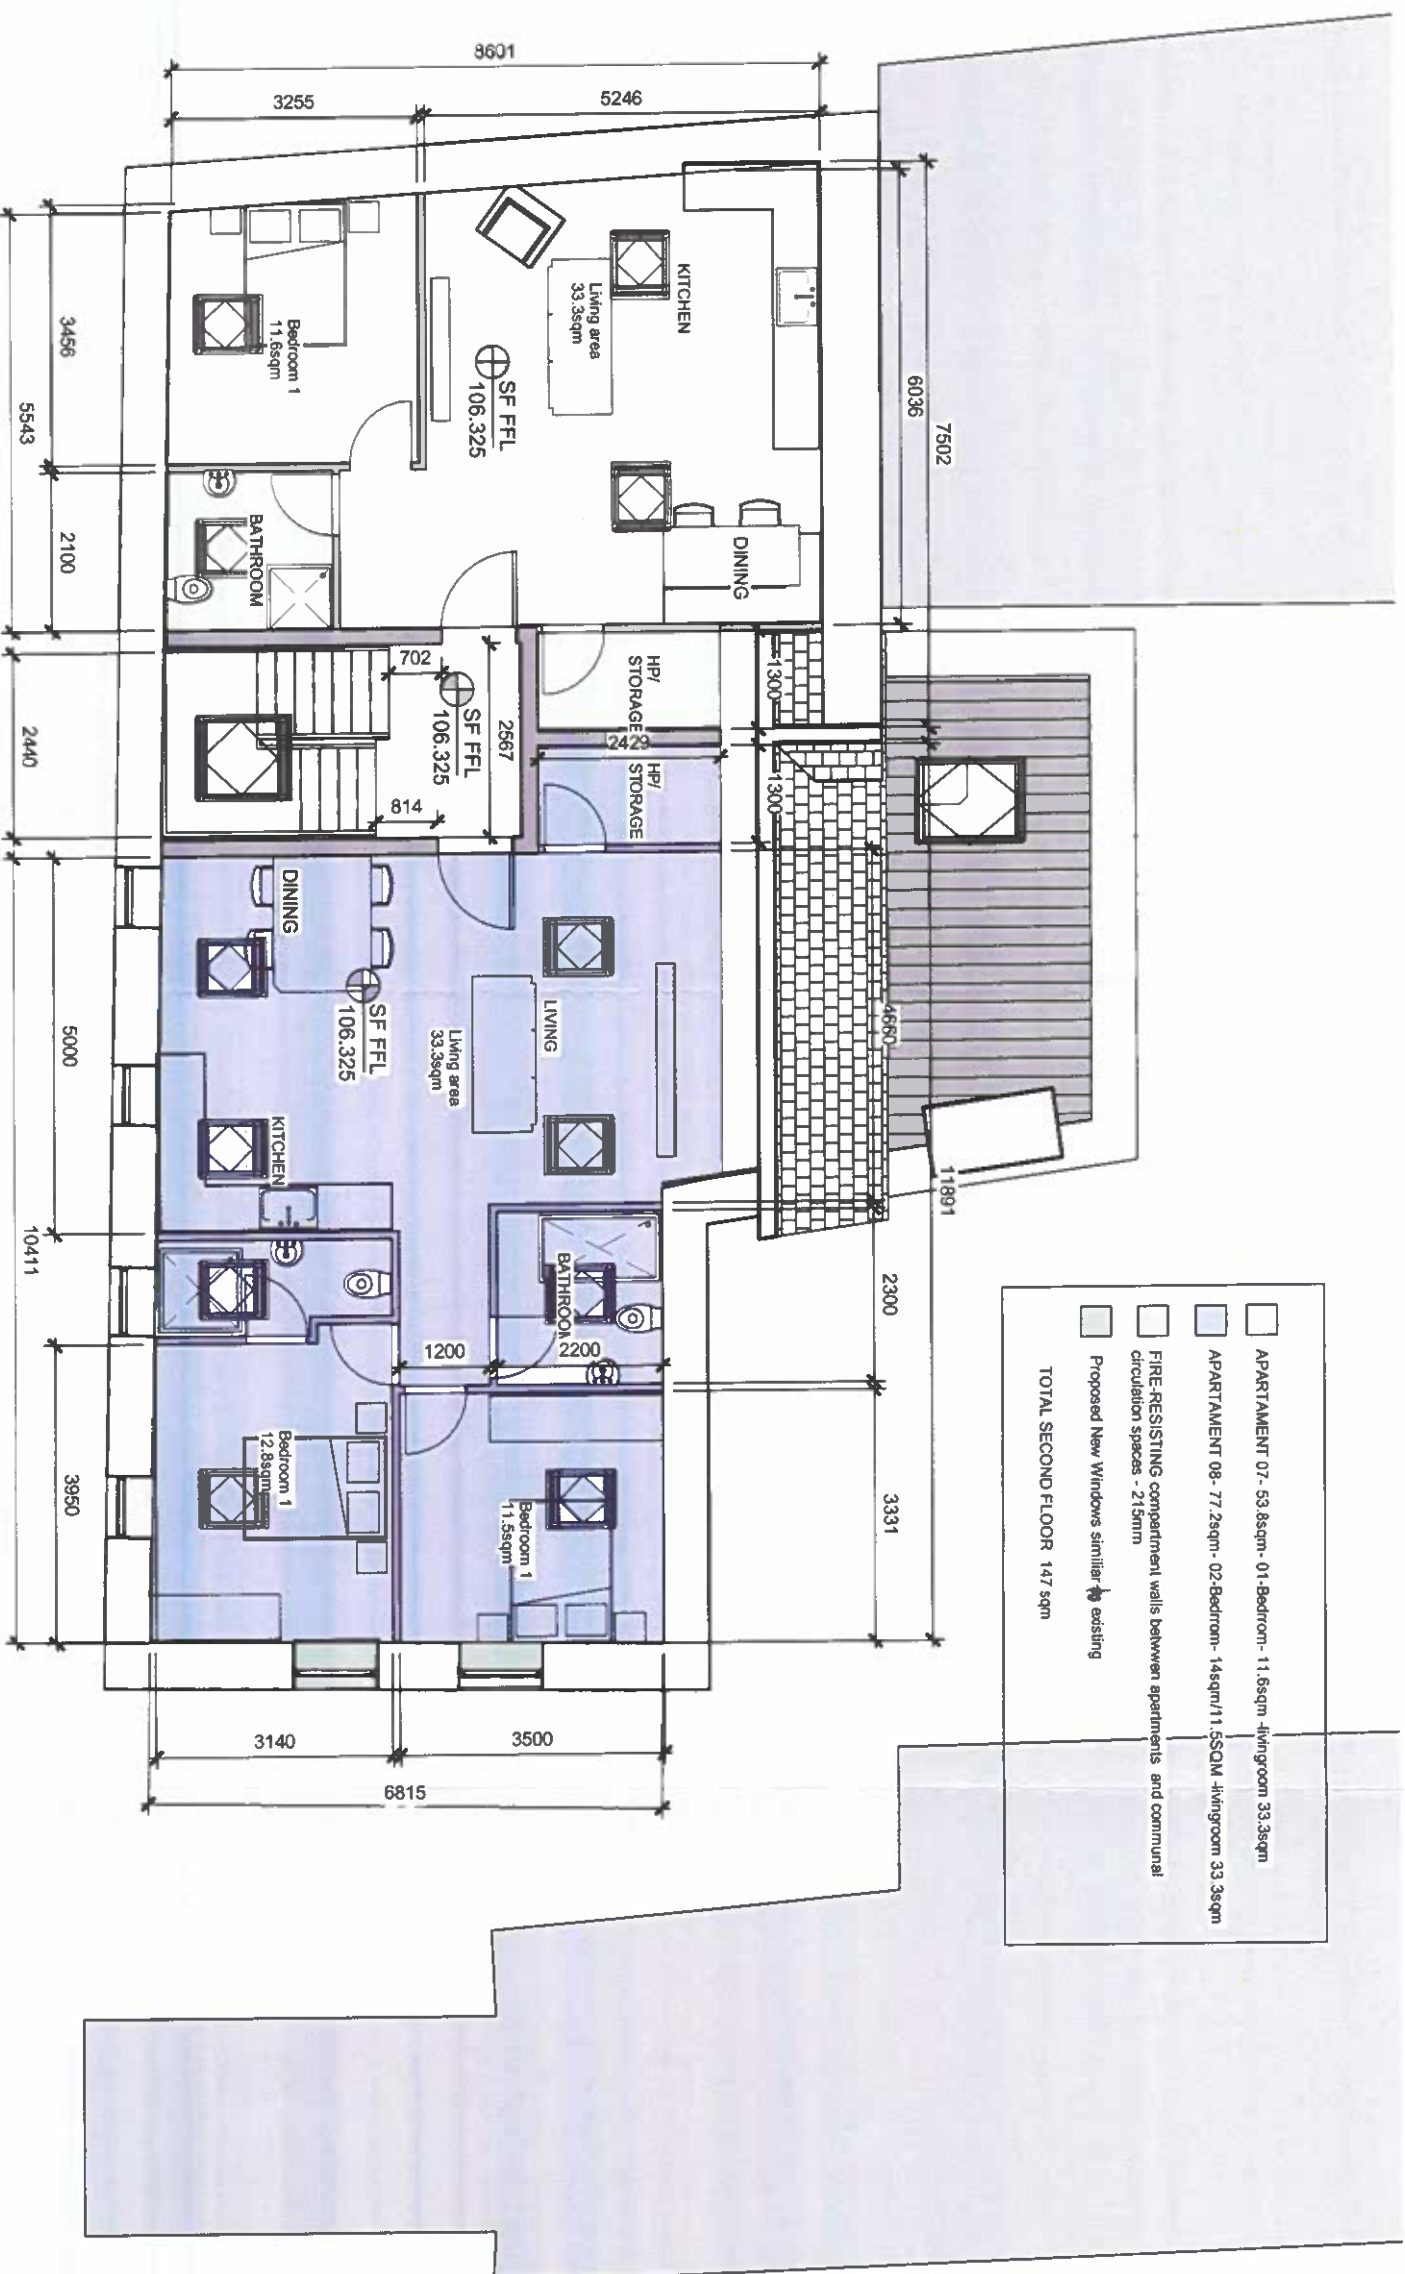 APARTAMENT 07- 53.8sqm- 01-Bedrrom- 11.6sqm -livingroom 33.3sqm
APARTAMENT 08- 77.2sqm- 02-Bedrrom- 14sqm/11.5SQM -livingroom 33.3sqm
FIRE-RESISTING compartment walls betwwen apartments and communal
circulation spaces - 215mm
Proposed New Windows similiar existing
TOTAL SECOND FLOOR 147 sqm
8601
3255
5246
7502
6036
KITCHEN
Living area
33.3sqm
SF FFL
106.325
Bedroom 1
11.6sqm
DINING
BATHROOM
3456
2100
5543
HP/
STORAGE
1300
702
SF FFL
106.325
2567
2429
814
2440
HP/
STORAGE
1300
4660
11891
DINING
SF FFL
106.325
LIVING
Living area
33.3sqm
KITCHEN
5000
10411
BATHROOM
2200
1200
2300
3331
Bedroom 1
12.8sqm
Bedroom 1
11.5sqm
3950
3140
3500
6815